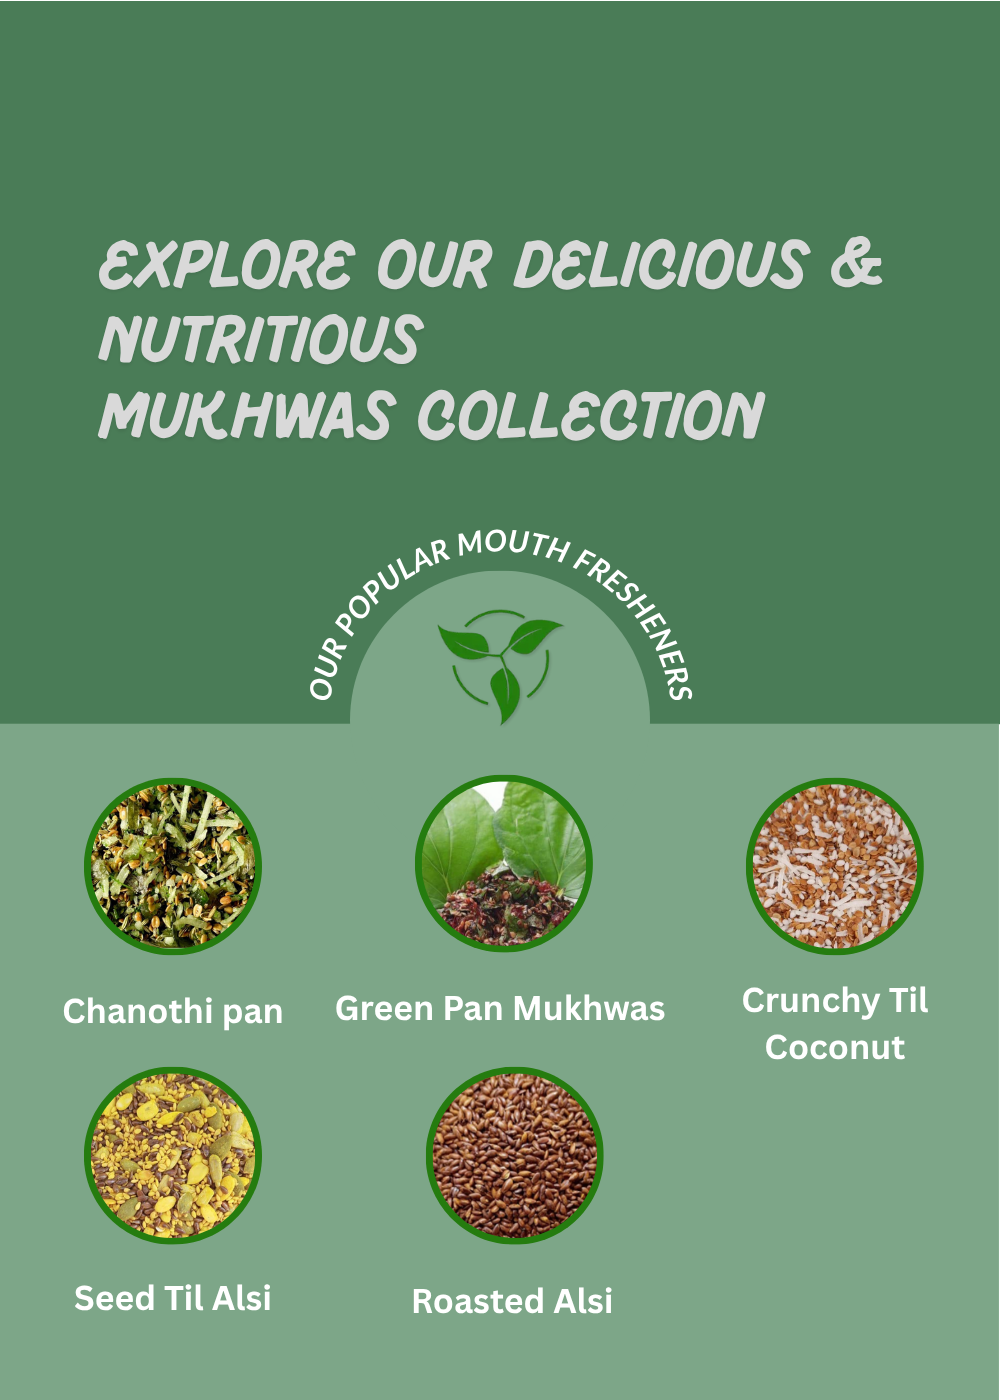 EXPLORE OUR DELICIOUS &
NUTRITIOUS
MUKHWAS COLLECTION
OUR POPULAR MOUTH FRESHENERS
Chanothi pan
Green Pan Mukhwas
Crunchy Til
Coconut
Seed Til Alsi
Roasted Alsi